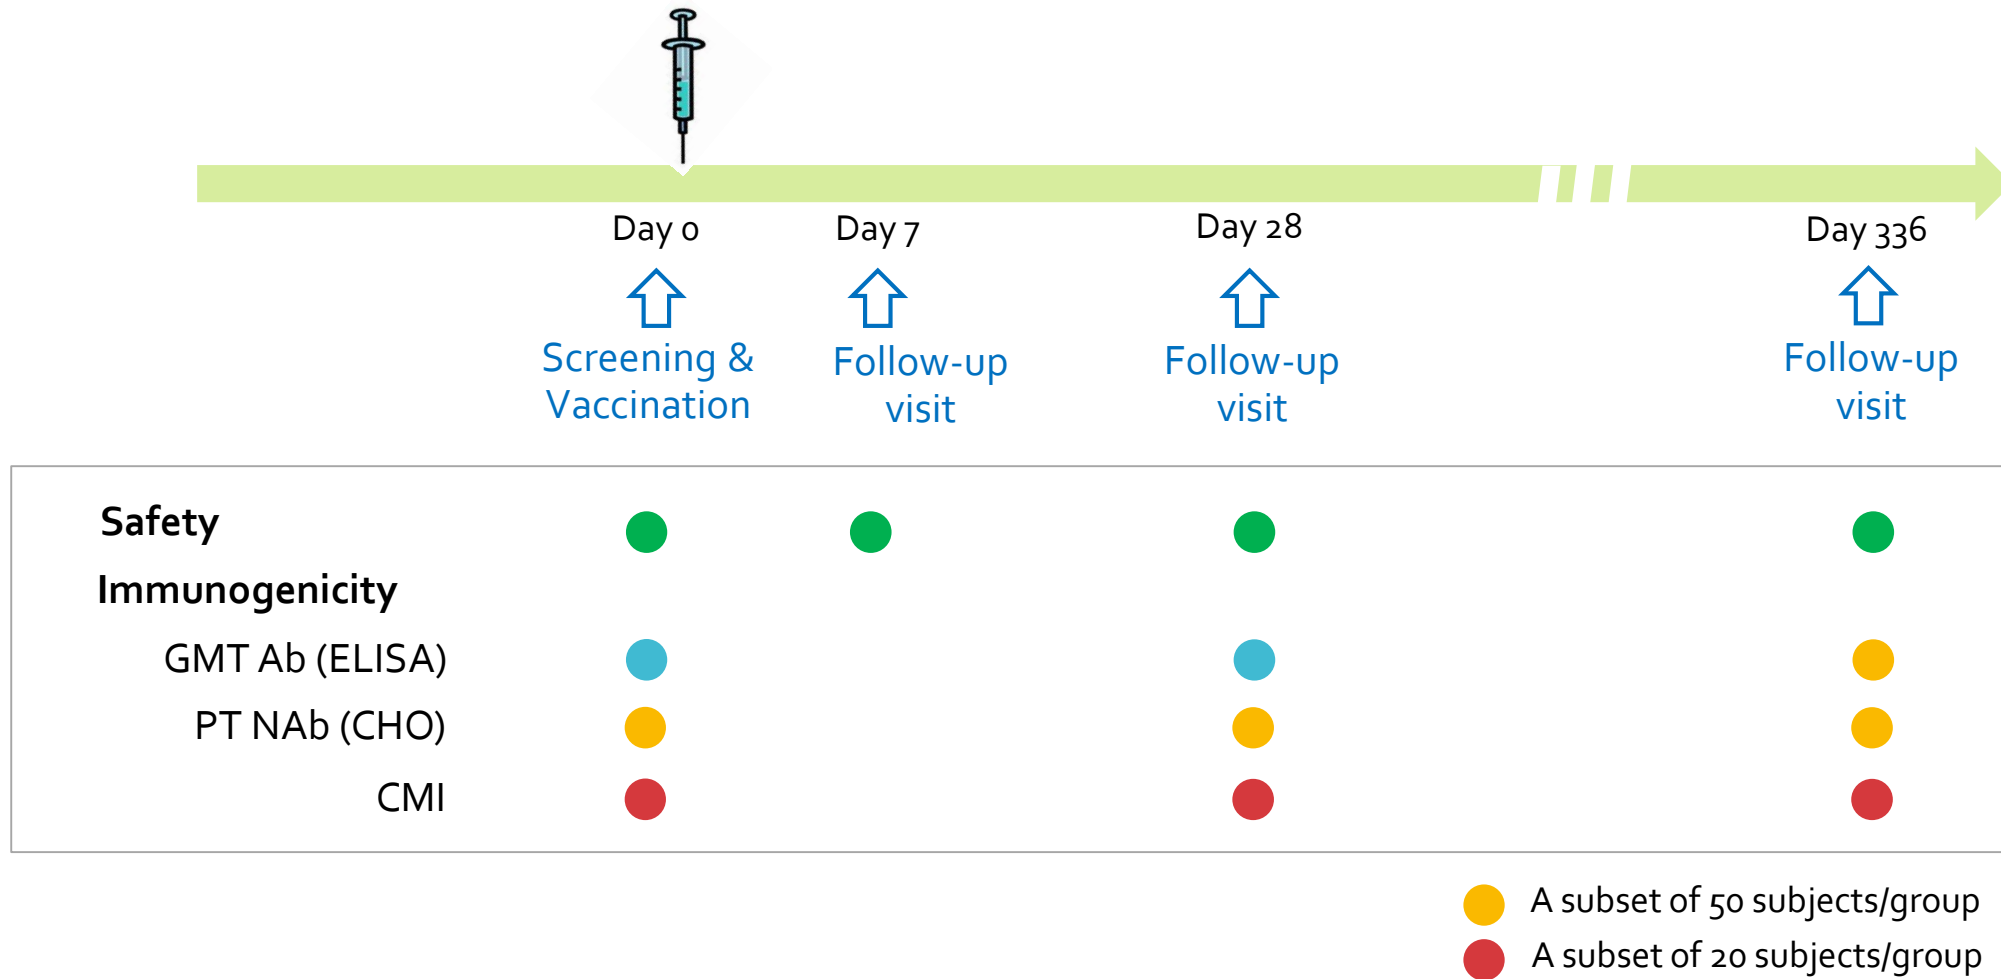 Day 0
Day 7
Day 28
Day 336
Screening &
Vaccination
Follow-up
visit
Follow-up
visit
Follow-up
visit
Safety
Immunogenicity
GMT Ab (ELISA)
PT NAb (CHO)
CMI
A subset of 50 subjects/group
A subset of 20 subjects/group